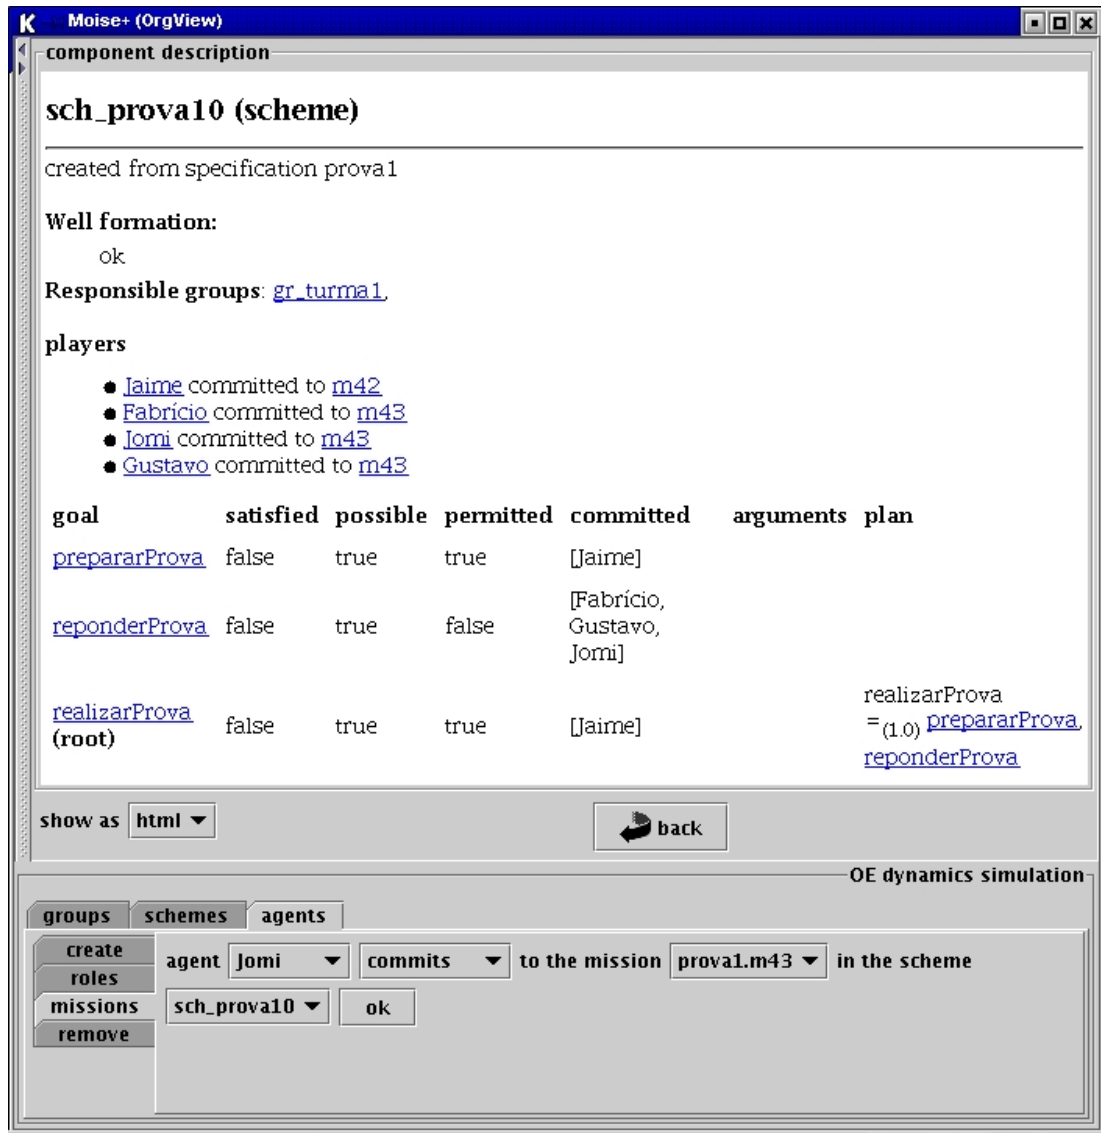 K Moise+ (OrgView)
component description
sch_prova10 (scheme)
created from specification prova1
Well formation:
ok
Responsible groups: gr_turma1,
players
Jaime committed to m42
Fabrício committed to m43
Jomi committed to m43
Gustavo committed to m43
goal satisfied possible permitted committed arguments plan
prepararProva false true true [Jaime]
reponderProva false true false [Fabrício,
Gustavo,
Jomi]
realizarProva
(root) false true true [Jaime]
realizarProva
=(1.0) prepararProva,
reponderProva
show as html back
OE dynamics simulation
groups schemes agents
create
roles
missions
remove
agent Jomi commits to the mission prova1.m43 in the scheme
sch_prova10 ok